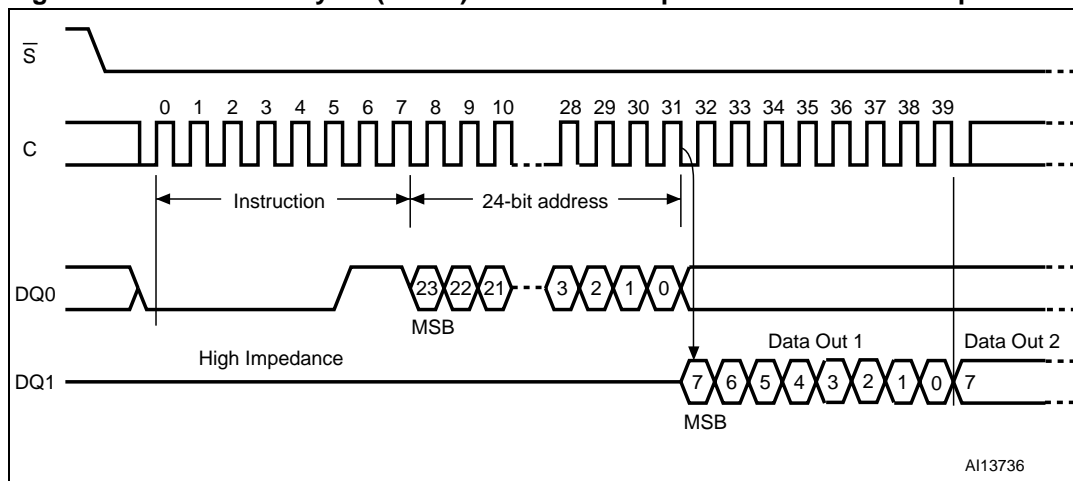 S
0 1 2 3 4 5 6 7 8 9 10 28 29 30 31 32 33 34 35 36 37 38 39
C
Instruction 24-bit address
DQ0 23 22 21 3 2 1 0
MSB
High Impedance Data Out 1 Data Out 2
DQ1 7 6 5 4 3 2 1 0 7
MSB
AI13736